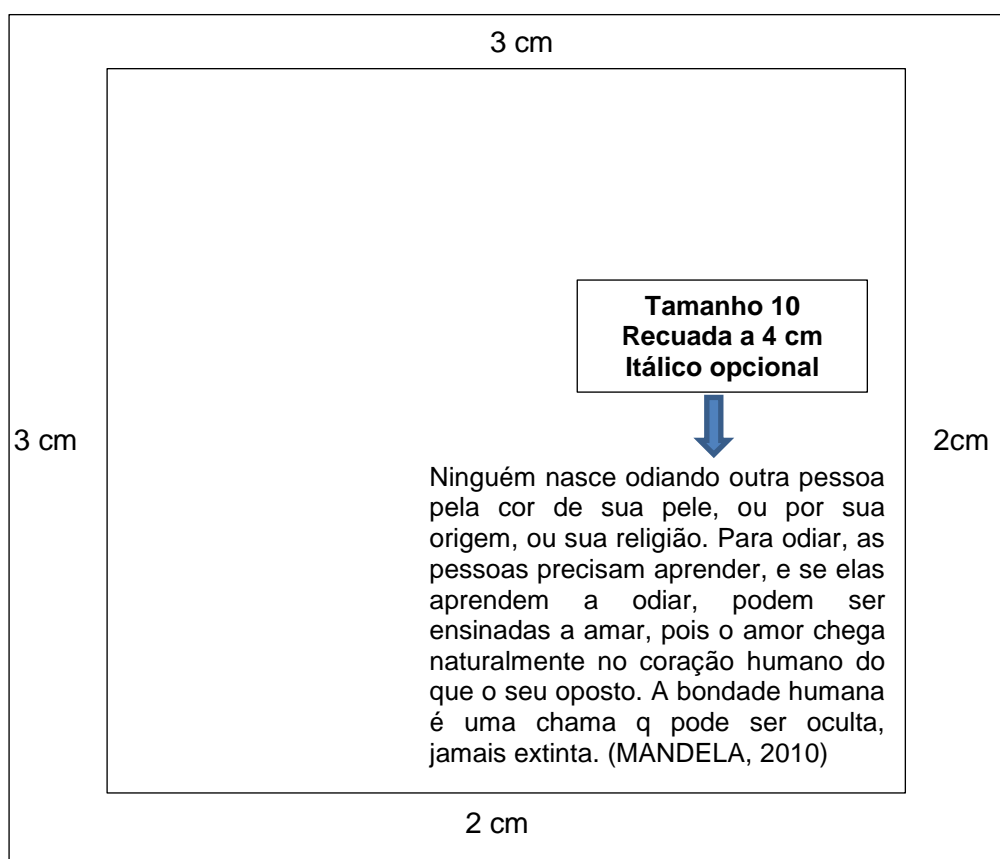 3 cm
Tamanho 10
Recuada a 4 cm
Itálico opcional
3 cm
2cm
Ninguém nasce odiando outra pessoa
pela cor de sua pele, ou por sua
origem, ou sua religião. Para odiar, as
pessoas precisam aprender, e se elas
aprendem a odiar, podem ser
ensinadas a amar, pois o amor chega
naturalmente no coração humano do
que o seu oposto. A bondade humana
é uma chama q pode ser oculta,
jamais extinta. (MANDELA, 2010)
2 cm